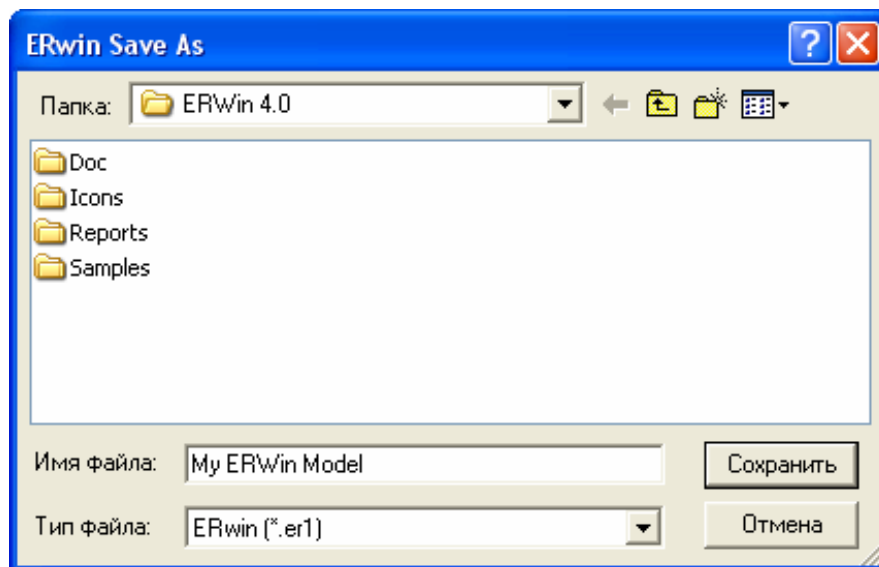 ERwin Save As
Папка: ERWin 4.0
Doc
Icons
Reports
Samples
Имя файла: My ERWin Model Сохранить
Тип файла: ERwin (*.er1) Отмена